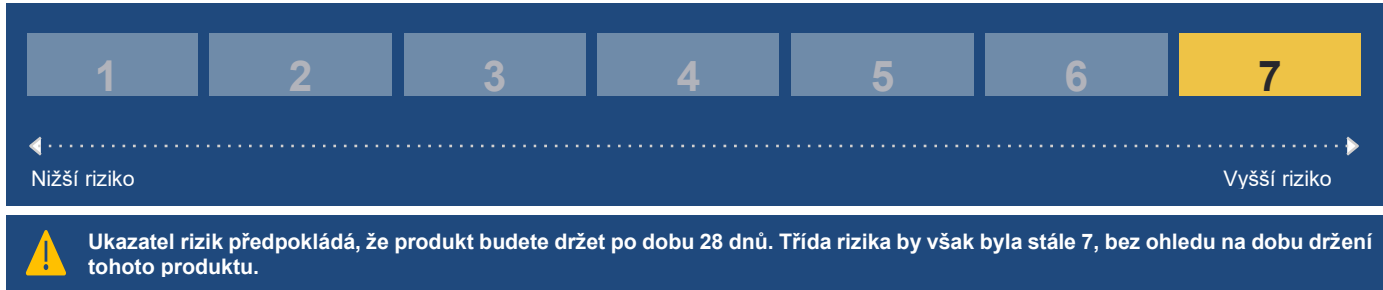 1 2 3 4 5 6 7
Nižší riziko Vyšší riziko
Ukazatel rizik předpokládá, že produkt budete držet po dobu 28 dnů. Třída rizika by však byla stále 7, bez ohledu na dobu držení
tohoto produktu.